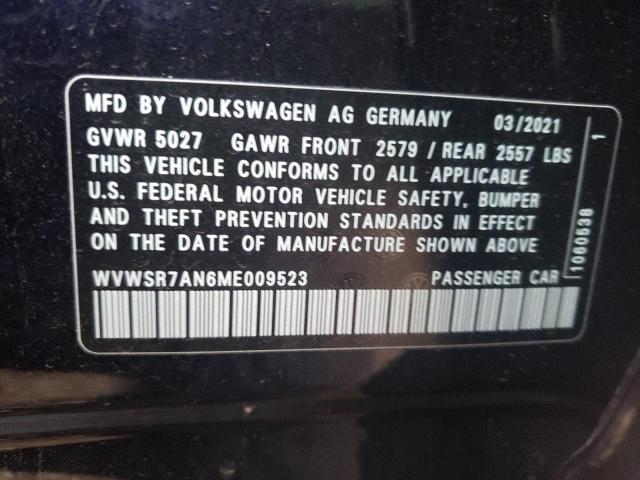 MFD BY VOLKSWAGEN AG GERMANY 03/2021
GVWR 5027 GAWR FRONT 2579 / REAR 2557 LBS
THIS VEHICLE CONFORMS TO ALL APPLICABLE
U.S. FEDERAL MOTOR VEHICLE SAFETY, BUMPER
AND THEFT PREVENTION STANDARDS IN EFFECT
ON THE DATE OF MANUFACTURE SHOWN ABOVE
WVWSR7AN6ME009523 PASSENGER CAR
1060638 1